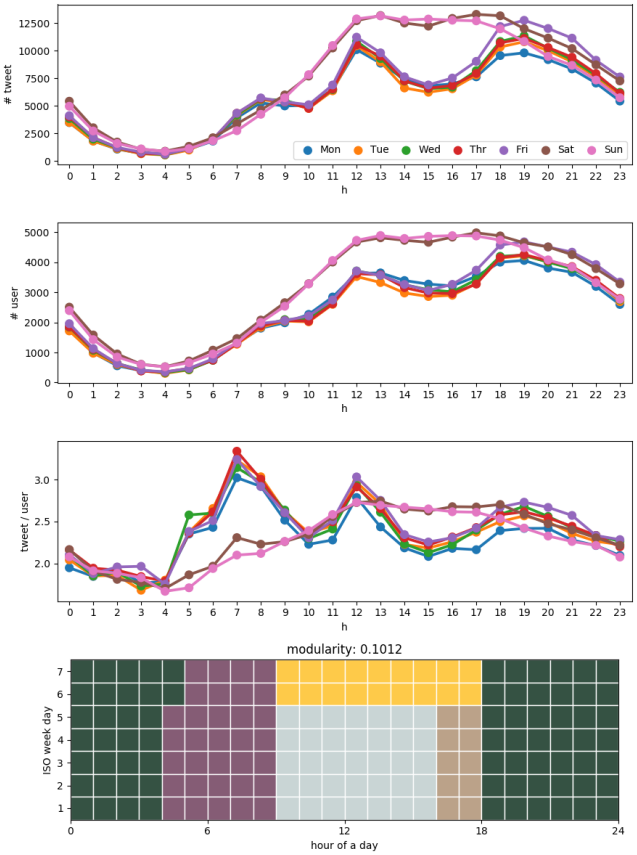 12500
10000
7500
5000
2500
0
# tweet
Mon Tue Wed Thr Fri Sat Sun
0 1 2 3 4 5 6 7 8 9 10 11 12 13 14 15 16 17 18 19 20 21 22 23
h
5000
4000
3000
2000
1000
0
# user
0 1 2 3 4 5 6 7 8 9 10 11 12 13 14 15 16 17 18 19 20 21 22 23
h
3.0
2.5
2.0
tweet / user
0 1 2 3 4 5 6 7 8 9 10 11 12 13 14 15 16 17 18 19 20 21 22 23
h
modularity: 0.1012
7
6
5
4
3
2
1
ISO week day
0 6 12 18 24
hour of a day